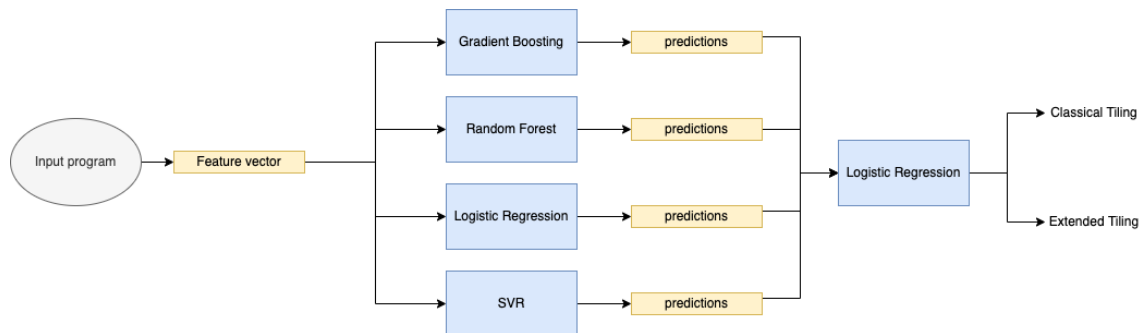 Gradient Boosting
predictions
Random Forest
predictions
Classical Tiling
Input program
Feature vector
Logistic Regression
Logistic Regression
predictions
Extended Tiling
SVR
predictions